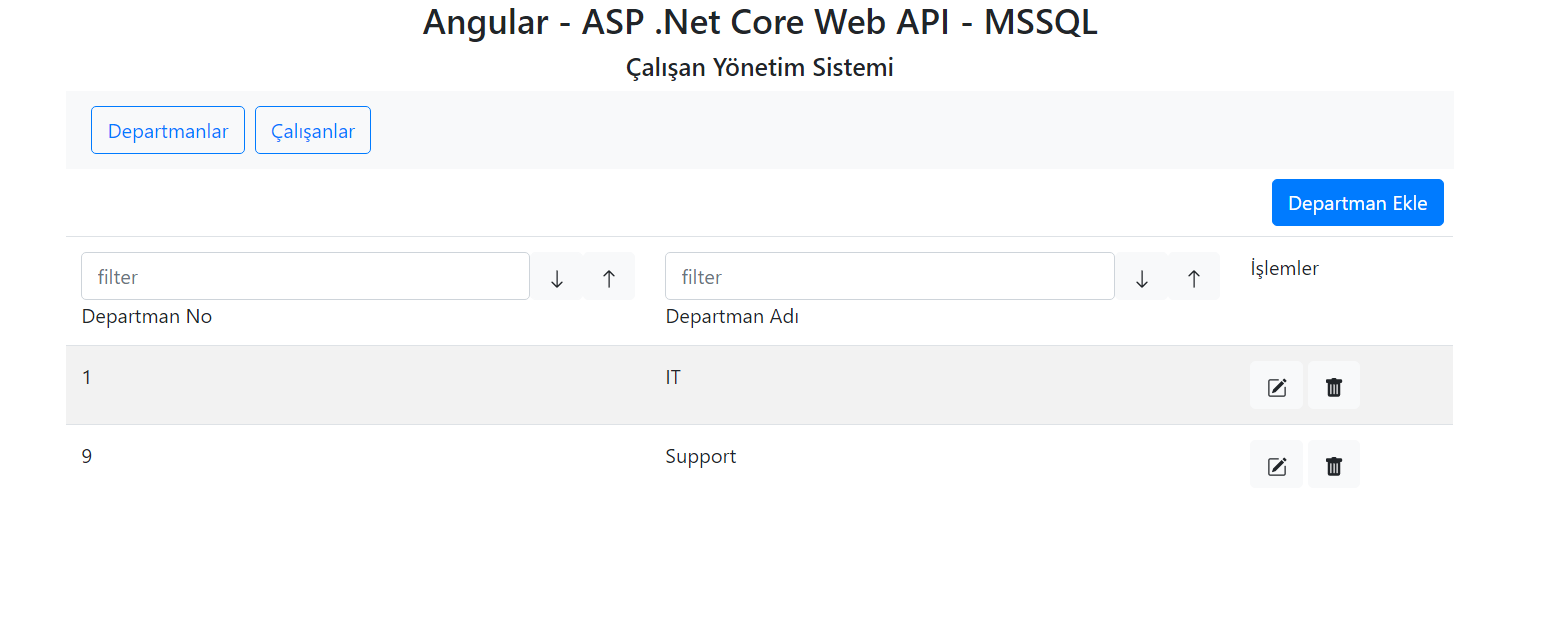 Angular - ASP .Net Core Web API - MSSQL
Çalışan Yönetim Sistemi
Departmanlar Çalışanlar
Departman Ekle
filter filter İşlemler
Departman No Departman Adı
1 IT
9 Support